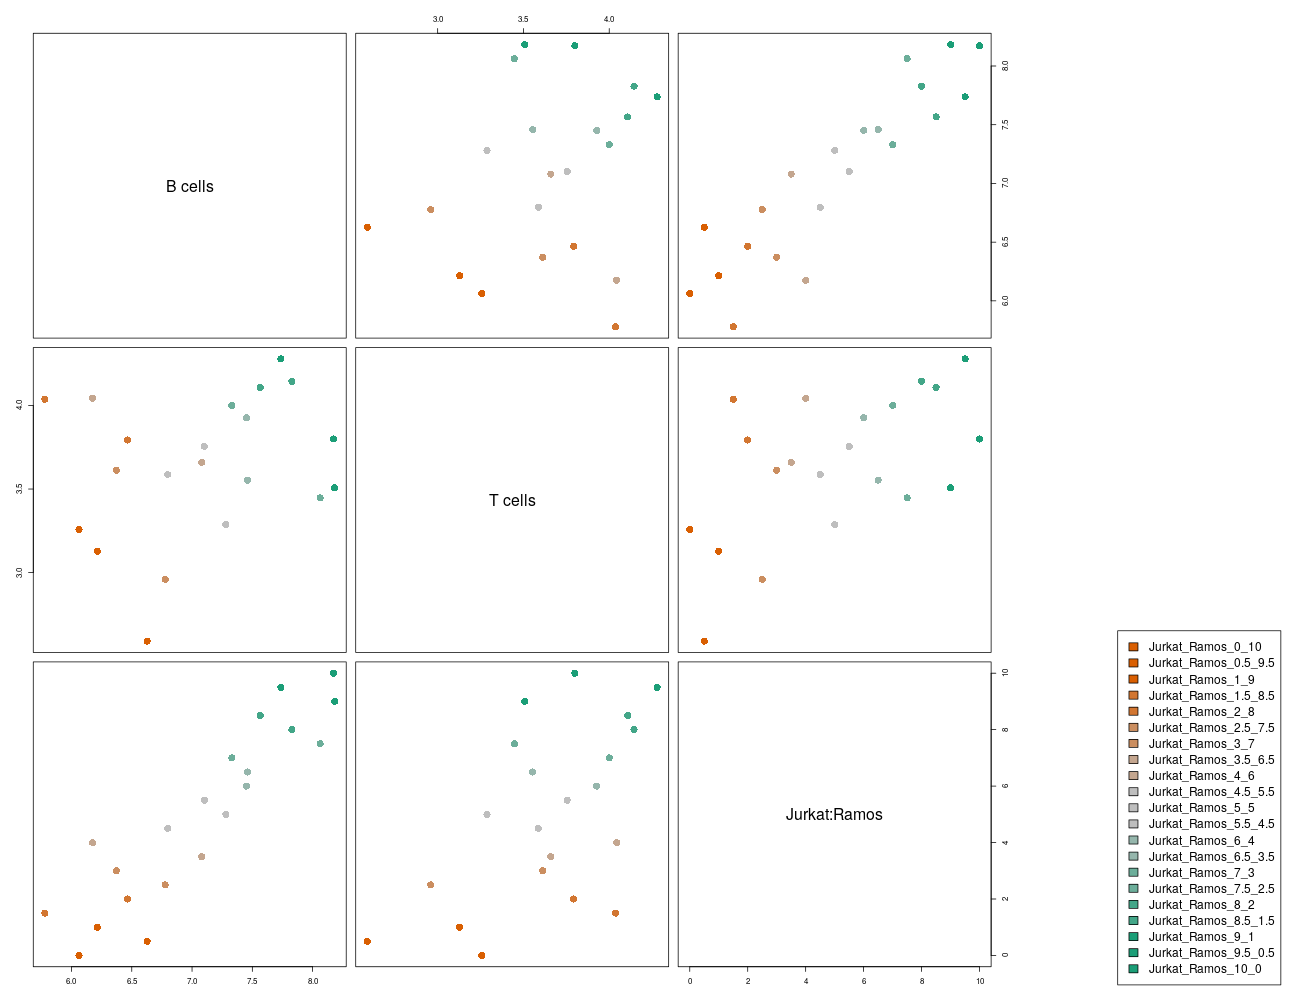 3.0 3.5 4.0
B cells
8.0
7.5
7.0
6.5
6.0
4.0
3.5
3.0
T cells
Jurkat:Ramos
10
8
6
4
2
0
6.0 6.5 7.0 7.5 8.0
0 2 4 6 8 10
Jurkat_Ramos_0_10
Jurkat_Ramos_0.5_9.5
Jurkat_Ramos_1_9
Jurkat_Ramos_1.5_8.5
Jurkat_Ramos_2_8
Jurkat_Ramos_2.5_7.5
Jurkat_Ramos_3_7
Jurkat_Ramos_3.5_6.5
Jurkat_Ramos_4_6
Jurkat_Ramos_4.5_5.5
Jurkat_Ramos_5_5
Jurkat_Ramos_5.5_4.5
Jurkat_Ramos_6_4
Jurkat_Ramos_6.5_3.5
Jurkat_Ramos_7_3
Jurkat_Ramos_7.5_2.5
Jurkat_Ramos_8_2
Jurkat_Ramos_8.5_1.5
Jurkat_Ramos_9_1
Jurkat_Ramos_9.5_0.5
Jurkat_Ramos_10_0